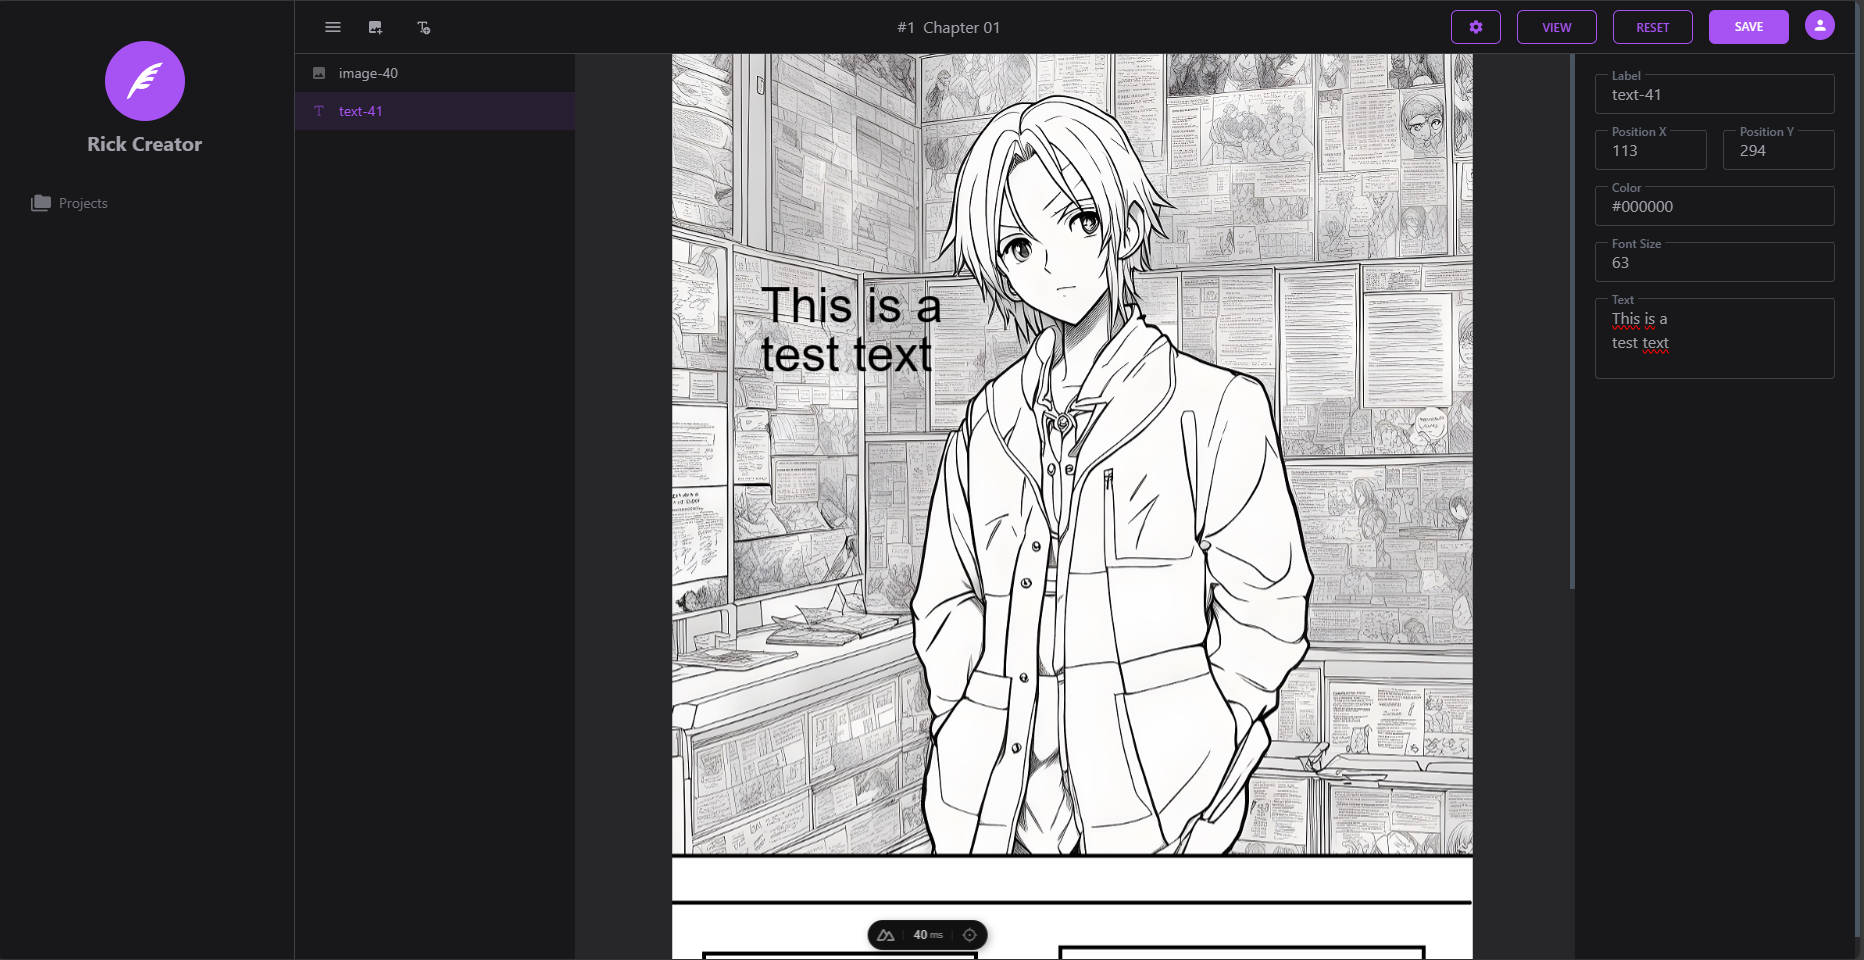 #1 Chapter 01
VIEW
RESET
SAVE
Rick Creator
Projects
image-40
text-41
This is a
test text
Label
text-41
Position X
113
Position Y
294
Color
#000000
Font Size
63
Text
This is a
test text
40 ms